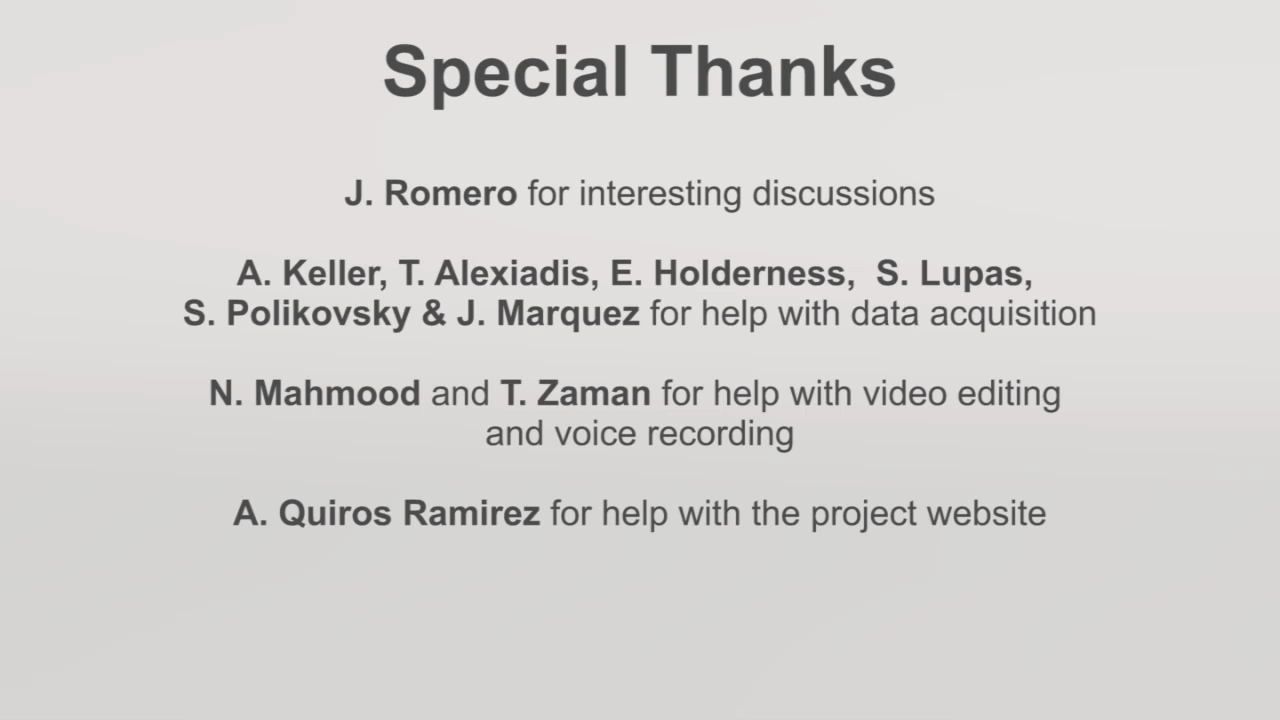 Special Thanks
J. Romero for interesting discussions
A. Keller, T. Alexiadis, E. Holderness, S. Lupas,
S. Polikovsky & J. Marquez for help with data acquisition
N. Mahmood and T. Zaman for help with video editing
and voice recording
A. Quiros Ramirez for help with the project website